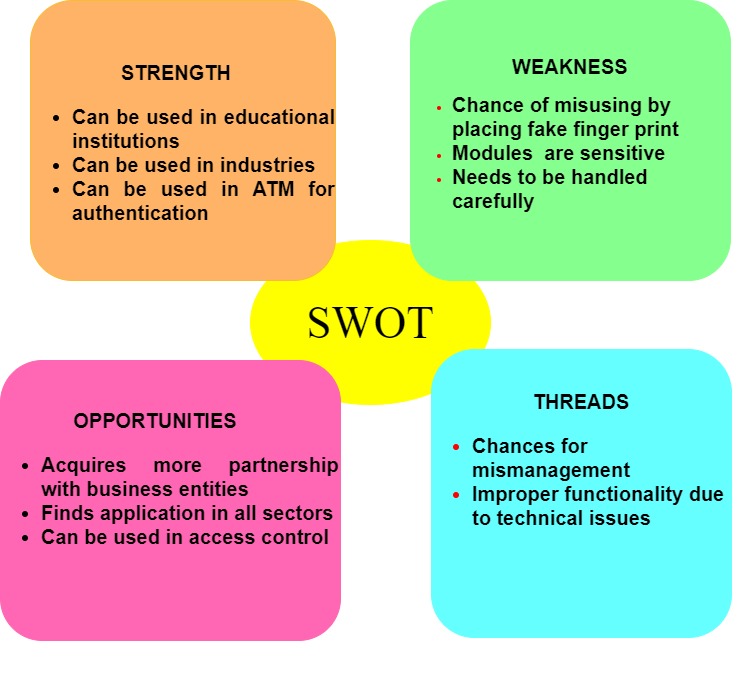 STRENGTH
• Can be used in educational
institutions
• Can be used in industries
• Can be used in ATM for
authentication
WEAKNESS
• Chance of misusing by
placing fake finger print
• Modules are sensitive
• Needs to be handled
carefully
SWOT
OPPORTUNITIES
• Acquires more partnership
with business entities
• Finds application in all sectors
• Can be used in access control
THREADS
• Chances for
mismanagement
• Improper functionality due
to technical issues